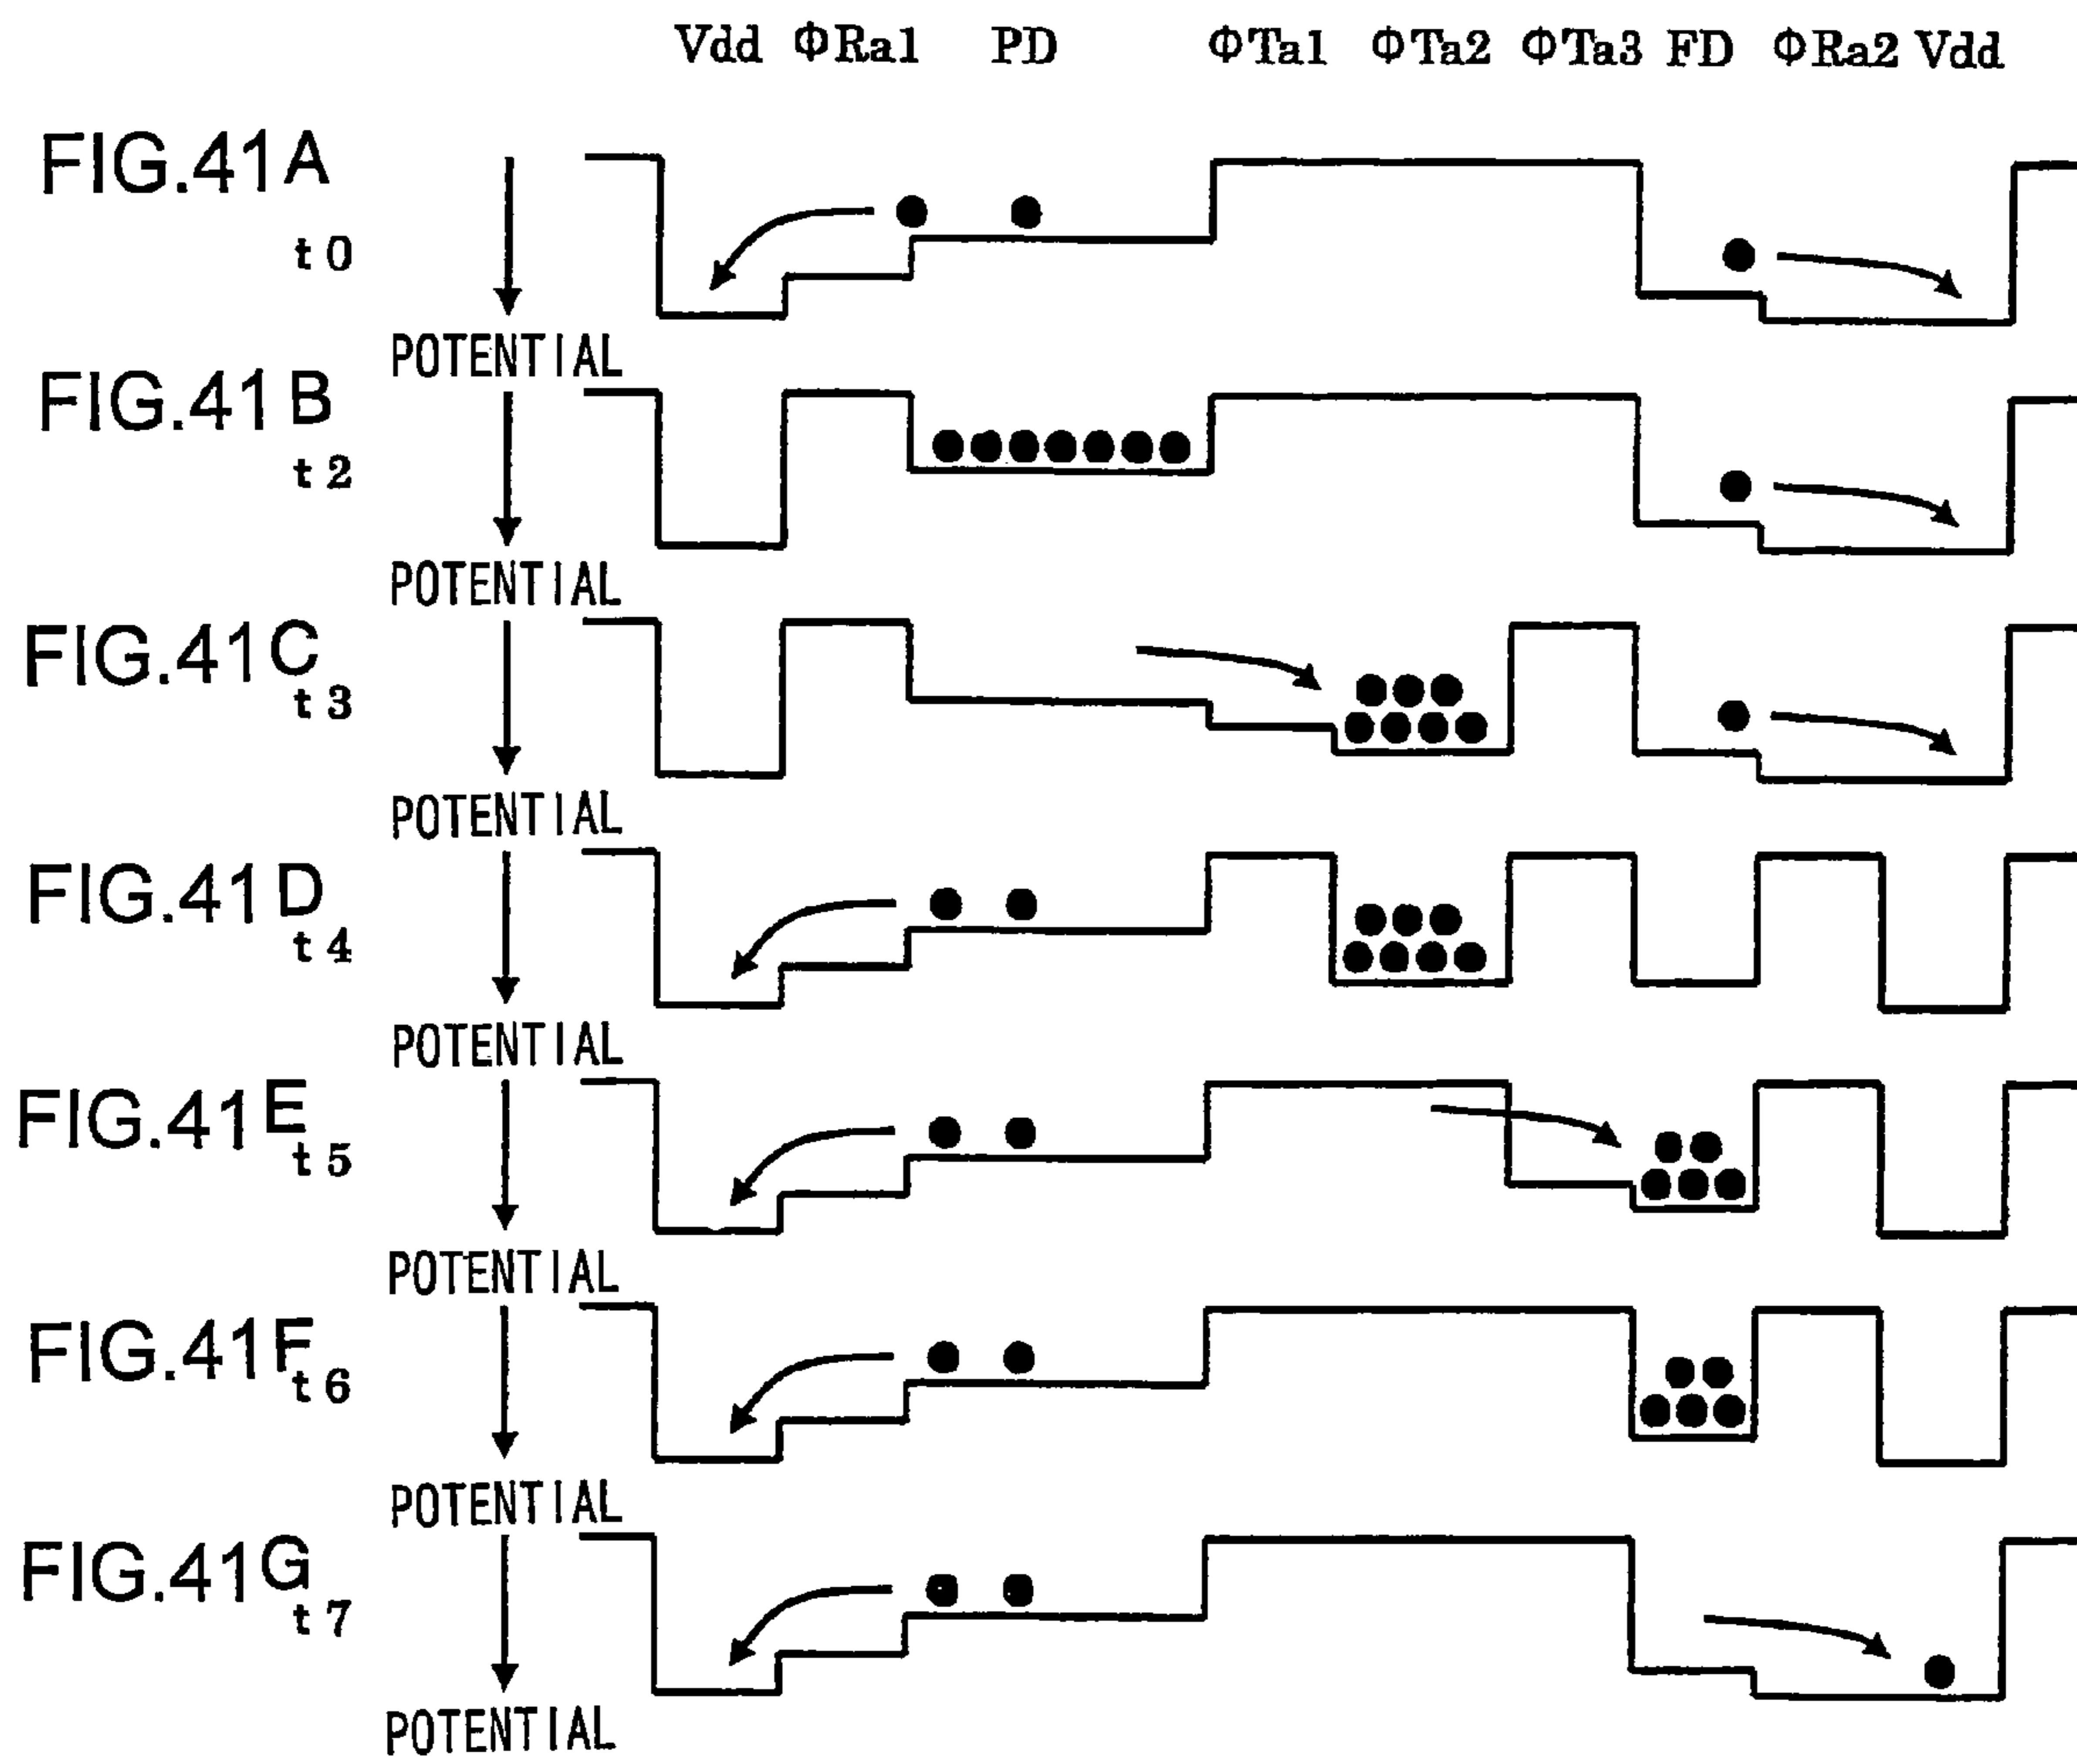 Vdd ΦRa1 PD ΦTa1 ΦTa2 ΦTa3 FD ΦRa2 Vdd
FIG.41A
t0
POTENTIAL
FIG.41B
t2
POTENTIAL
FIG.41C
t3
POTENTIAL
FIG.41D
t4
POTENTIAL
FIG.41E
t5
POTENTIAL
FIG.41F
t6
POTENTIAL
FIG.41G
t7
POTENTIAL